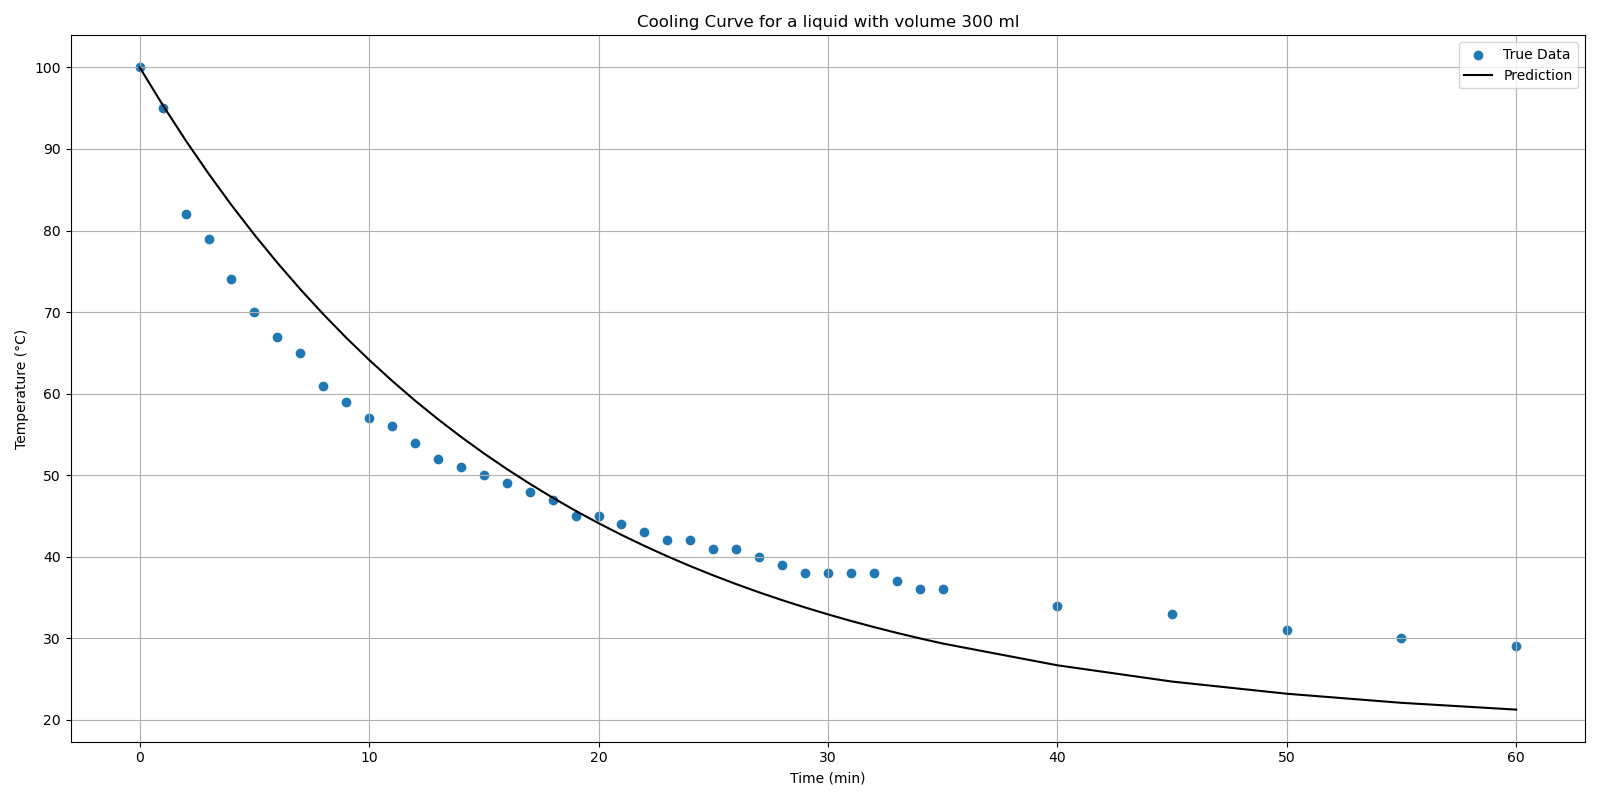 Cooling Curve for a liquid with volume 300 ml
True Data
Prediction
100
90
80
70
60
50
40
30
20
Temperature (°C)
0 10 20 30 40 50 60
Time (min)